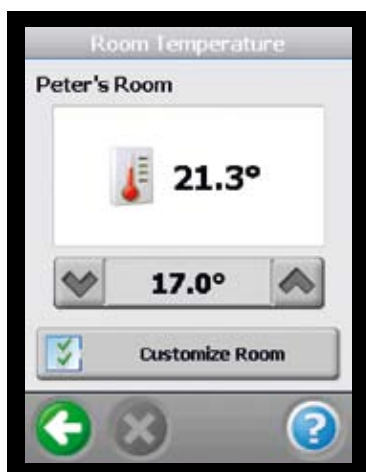 Room Temperature
Peter's Room
21.3°
17.0°
Customize Room
?